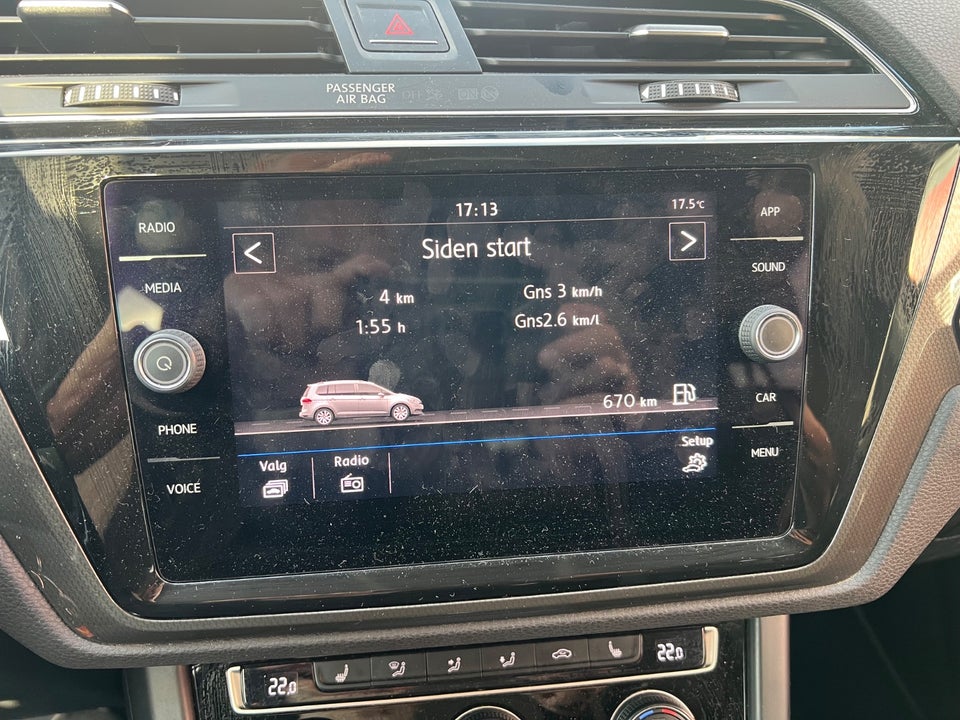 PASSENGER
AIR BAG
RADIO
MEDIA
PHONE
VOICE
APP
SOUND
CAR
MENU
17:13
17.5°C
<
Siden start
>
4 km
Gns 3 km/h
1:55 h
Gns2.6 km/l
670 km
Valg
Radio
Setup
22.0
22.0